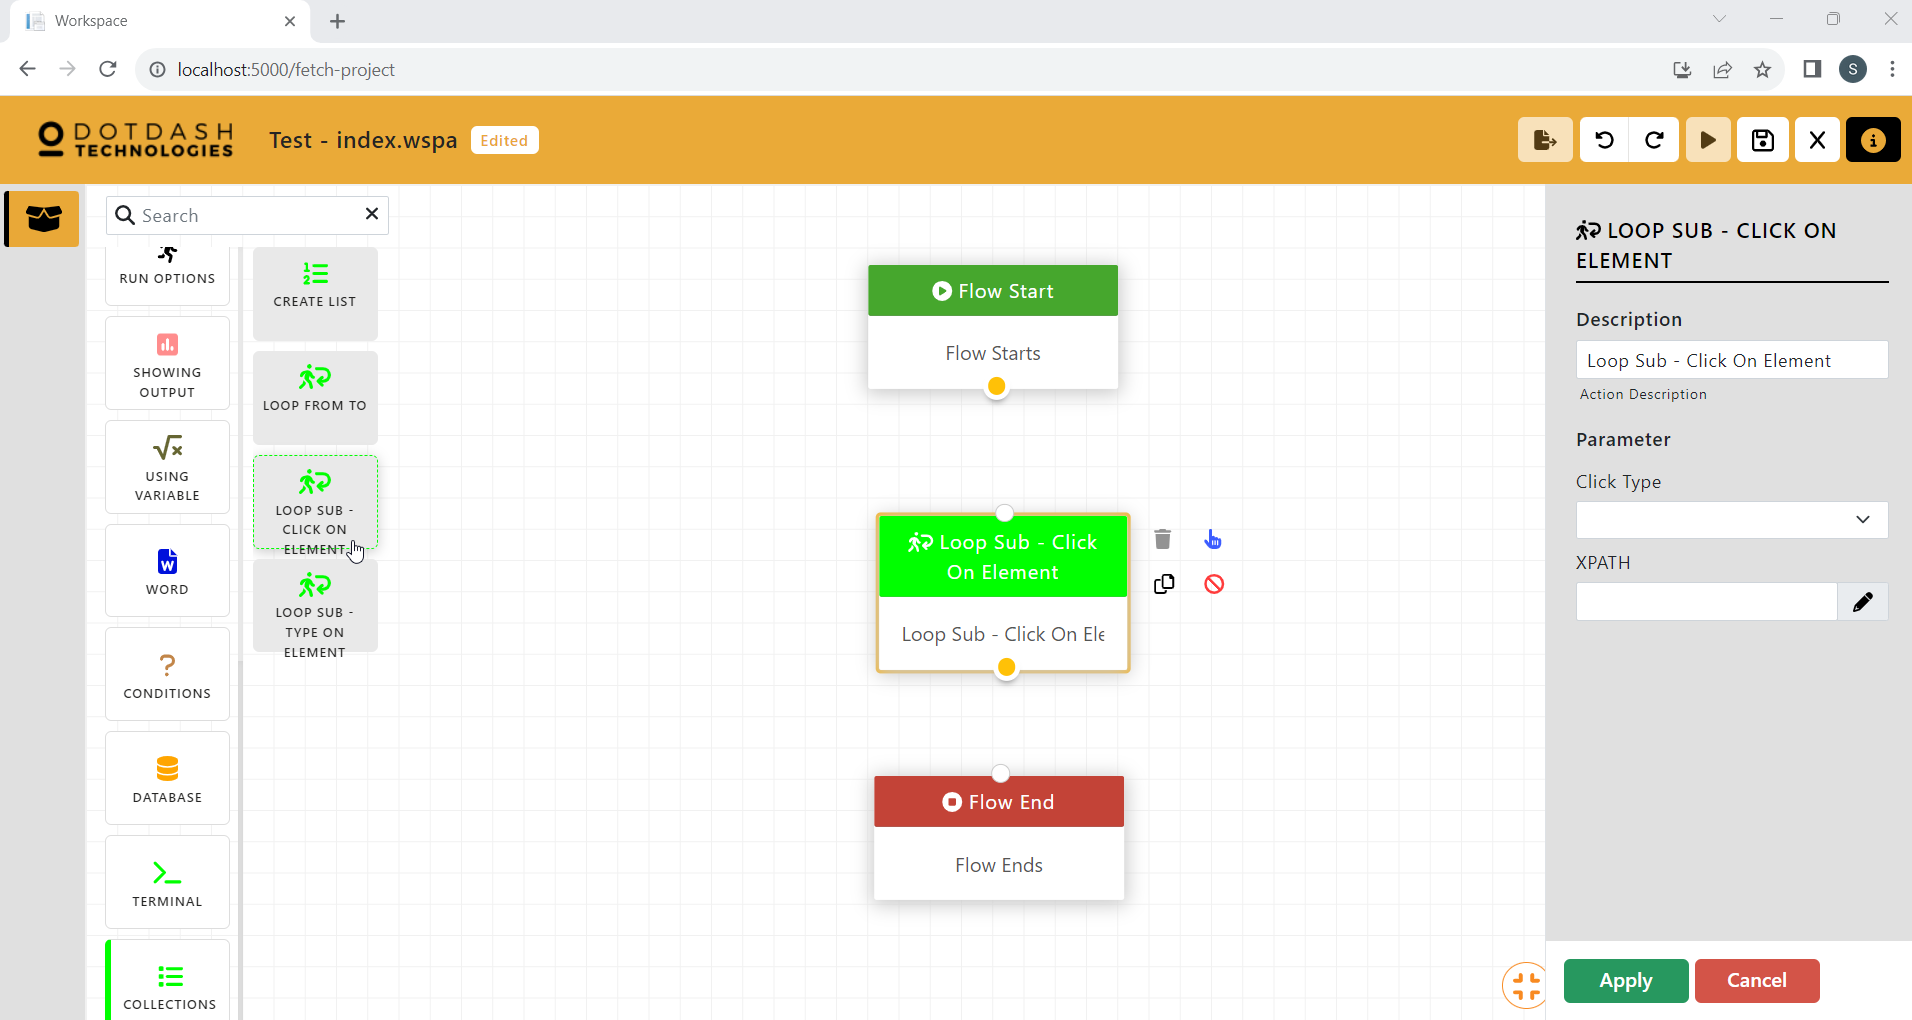 Workspace
localhost:5000/fetch-project
S
DOTDASH
TECHNOLOGIES
Test - index.wspa
Edited
Search
RUN OPTIONS
SHOWING
OUTPUT
USING
VARIABLE
WORD
CONDITIONS
DATABASE
TERMINAL
COLLECTIONS
CREATE LIST
LOOP FROM TO
LOOP SUB -
CLICK ON
ELEMENT
LOOP SUB -
TYPE ON
ELEMENT
Flow Start
Flow Starts
Loop Sub - Click
On Element
Loop Sub - Click On Ele
Flow End
Flow Ends
LOOP SUB - CLICK ON
ELEMENT
Description
Loop Sub - Click On Element
Action Description
Parameter
Click Type
XPATH
Apply
Cancel